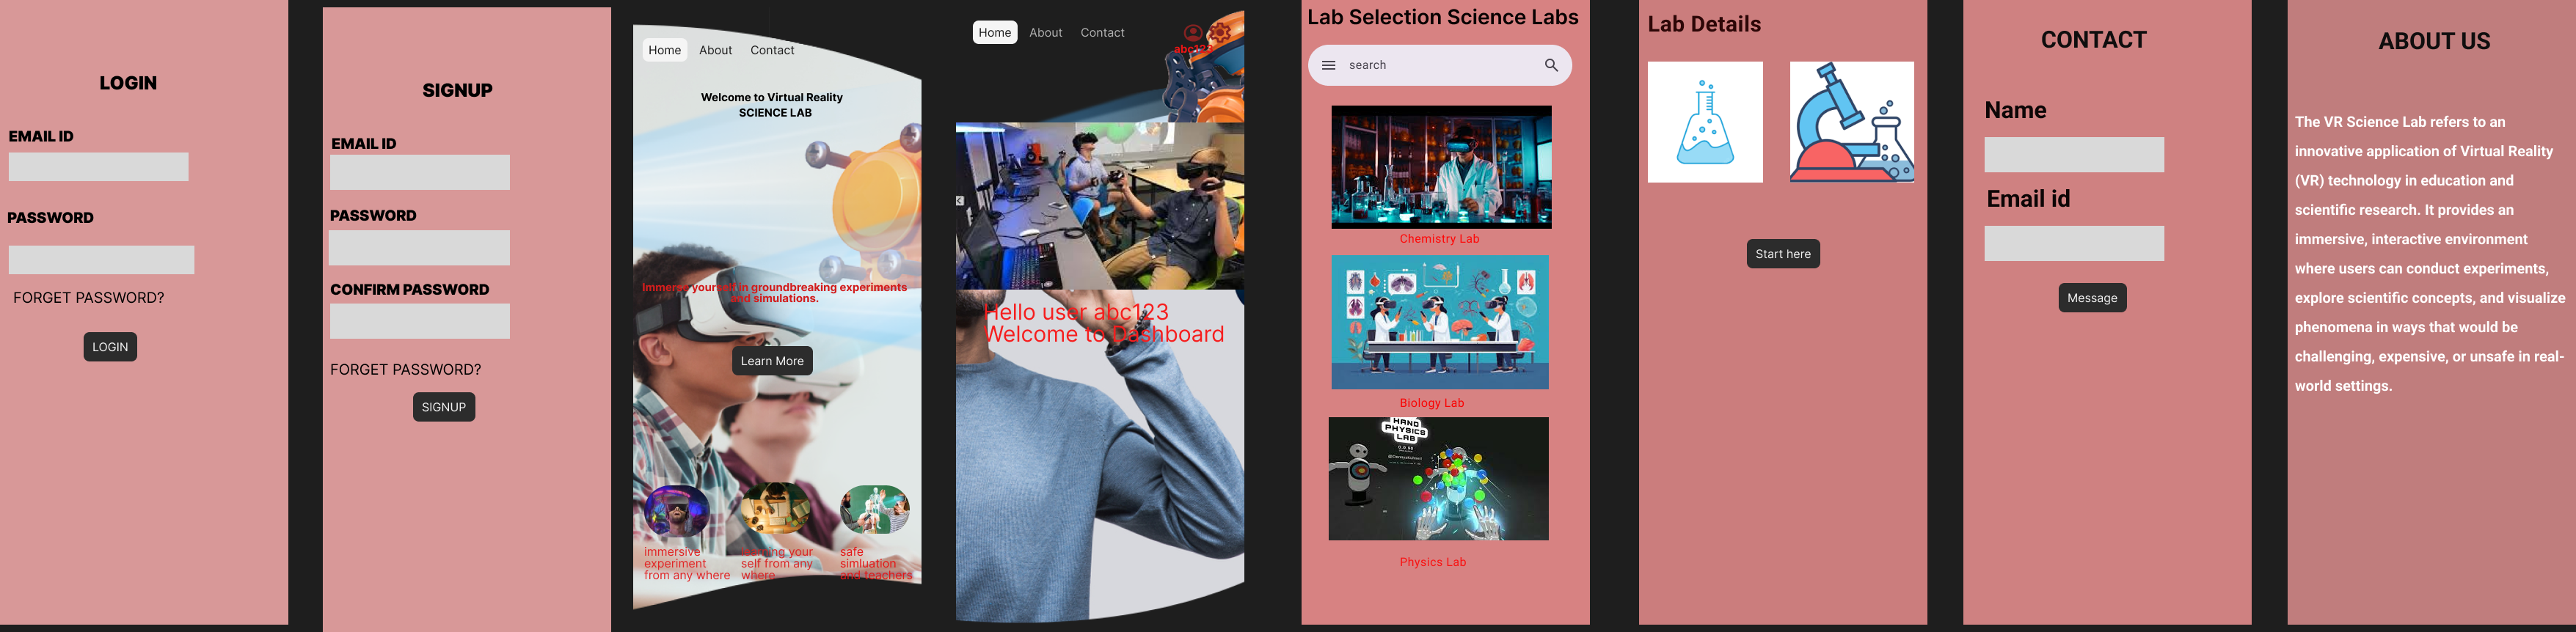 LOGIN
EMAIL ID
PASSWORD
FORGET PASSWORD?
LOGIN
SIGNUP
EMAIL ID
PASSWORD
CONFIRM PASSWORD
FORGET PASSWORD?
SIGNUP
Home About Contact
Welcome to Virtual Reality
SCIENCE LAB
Immerse yourself in groundbreaking experiments
and simulations.
Learn More
immersive
experiment
from any where
learning your
self from any
where
safe
simluation
and teachers
Home About Contact
abc123
Hello user abc123
Welcome to Dashboard
Lab Selection Science Labs
search
Chemistry Lab
Biology Lab
HAND
PHYSICS
LAB
Physics Lab
Lab Details
Start here
CONTACT
Name
Email id
Message
ABOUT US
The VR Science Lab refers to an
innovative application of Virtual Reality
(VR) technology in education and
scientific research. It provides an
immersive, interactive environment
where users can conduct experiments,
explore scientific concepts, and visualize
phenomena in ways that would be
challenging, expensive, or unsafe in real-
world settings.